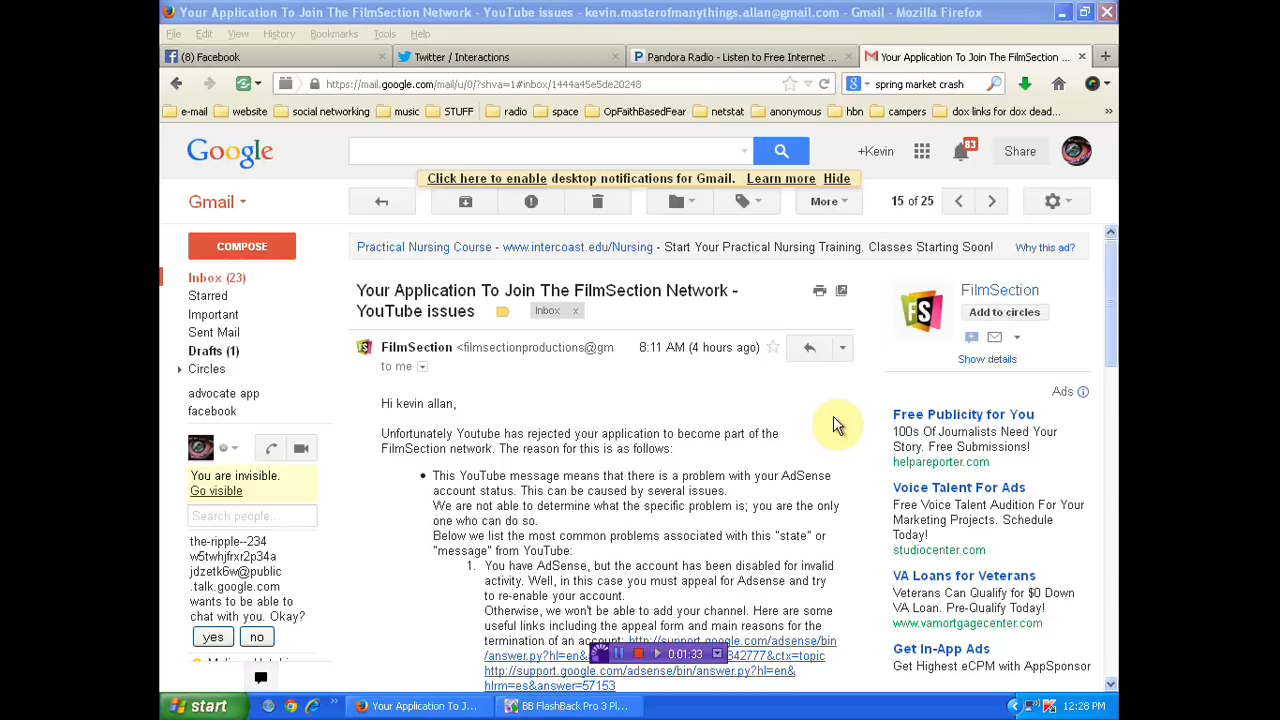 Your Application To Join The FilmSection Network - YouTube issues - kevin.masterofmanythings.allan@gmail.com - Gmail - Mozilla Firefox
File Edit View History Bookmarks Tools Help
(8) Facebook × Twitter / Interactions × Pandora Radio - Listen to Free Internet ... × Your Application To Join The FilmSection ... × +
https://mail.google.com/mail/u/0/?shva=1#inbox/1444a45e5de20248 spring market crash
e-mail website social networking music STUFF radio space OpFaithBasedFear netstat anonymous hbn campers dox links for dox dead... »
Google +Kevin 83 Share
Click here to enable desktop notifications for Gmail. Learn more Hide
Gmail More 15 of 25
COMPOSE
Practical Nursing Course - www.intercoast.edu/Nursing - Start Your Practical Nursing Training. Classes Starting Soon! Why this ad?
Inbox (23)
Starred
Important
Sent Mail
Drafts (1)
Circles
advocate app
facebook
You are invisible.
Go visible
Search people...
the-ripple--234
w5twhjfrxr2p34a
jdzetk6w@public
.talk.google.com
wants to be able to
chat with you. Okay?
yes no
Your Application To Join The FilmSection Network -
YouTube issues Inbox x
FilmSection <filmsectionproductions@gm 8:11 AM (4 hours ago)
to me
Hi kevin allan,
Unfortunately Youtube has rejected your application to become part of the
FilmSection network. The reason for this is as follows:
• This YouTube message means that there is a problem with your AdSense
account status. This can be caused by several issues.
We are not able to determine what the specific problem is; you are the only
one who can do so.
Below we list the most common problems associated with this "state" or
"message" from YouTube:
1. You have AdSense, but the account has been disabled for invalid
activity. Well, in this case you must appeal for Adsense and try
to re-enable your account.
Otherwise, we won't be able to add your channel. Here are some
useful links including the appeal form and main reasons for the
termination of an account: http://support.google.com/adsense/bin
/answer.py?hl=en& 342777&ctx=topic
http://support.google.com/adsense/bin/answer.py?hl=en&
hlrm=es&answer=57153
0:01:33
FS FilmSection
Add to circles
Show details
Ads
Free Publicity for You
100s Of Journalists Need Your
Story. Free Submissions!
helpareporter.com
Voice Talent For Ads
Free Voice Talent Audition For Your
Marketing Projects. Schedule
Today!
studiocenter.com
VA Loans for Veterans
Veterans Can Qualify for $0 Down
VA Loan. Pre-Qualify Today!
www.vamortgagecenter.com
Get In-App Ads
Get Highest eCPM with AppSponsor
start Your Application To J... BB FlashBack Pro 3 Pl... 12:28 PM